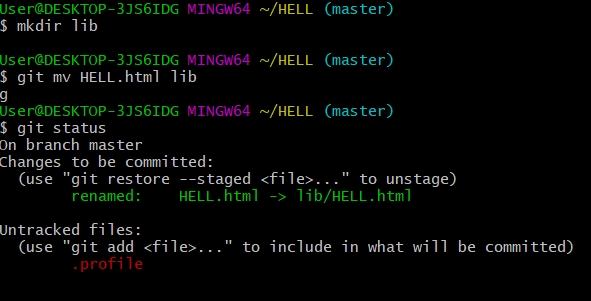 User@DESKTOP-3JS6IDG MINGW64 ~/HELL (master)
$ mkdir lib
User@DESKTOP-3JS6IDG MINGW64 ~/HELL (master)
$ git mv HELL.html lib
g
User@DESKTOP-3JS6IDG MINGW64 ~/HELL (master)
$ git status
On branch master
Changes to be committed:
  (use "git restore --staged <file>..." to unstage)
        renamed:    HELL.html -> lib/HELL.html
Untracked files:
  (use "git add <file>..." to include in what will be committed)
        .profile